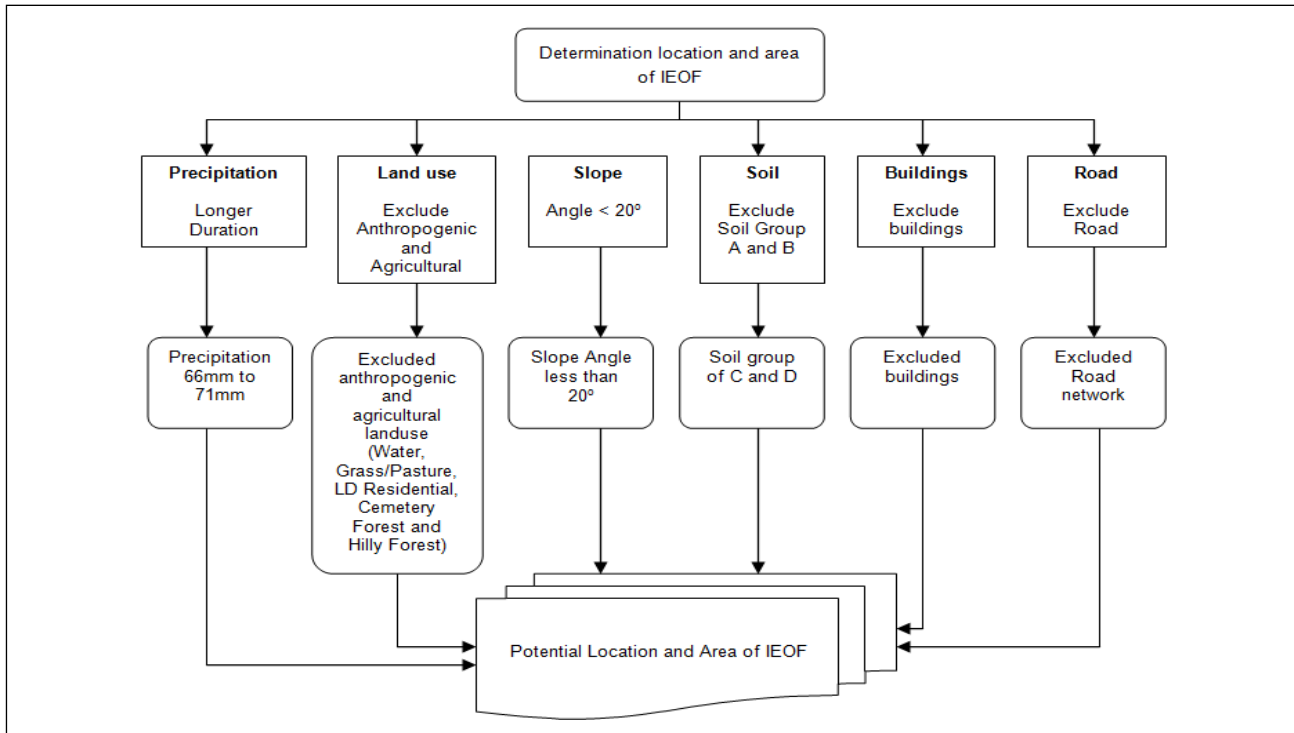 Determination location and area
of IEOF
Precipitation
Longer
Duration
Land use
Exclude
Anthropogenic
and
Agricultural
Slope
Angle < 20º
Soil
Exclude
Soil Group
A and B
Buildings
Exclude
buildings
Road
Exclude
Road
Precipitation
66mm to
71mm
Excluded
anthropogenic
and
agricultural
landuse
(Water,
Grass/Pasture,
LD Residential,
Cemetery
Forest and
Hilly Forest)
Slope Angle
less than
20º
Soil group
of C and D
Excluded
buildings
Excluded
Road
network
Potential Location and Area of IEOF